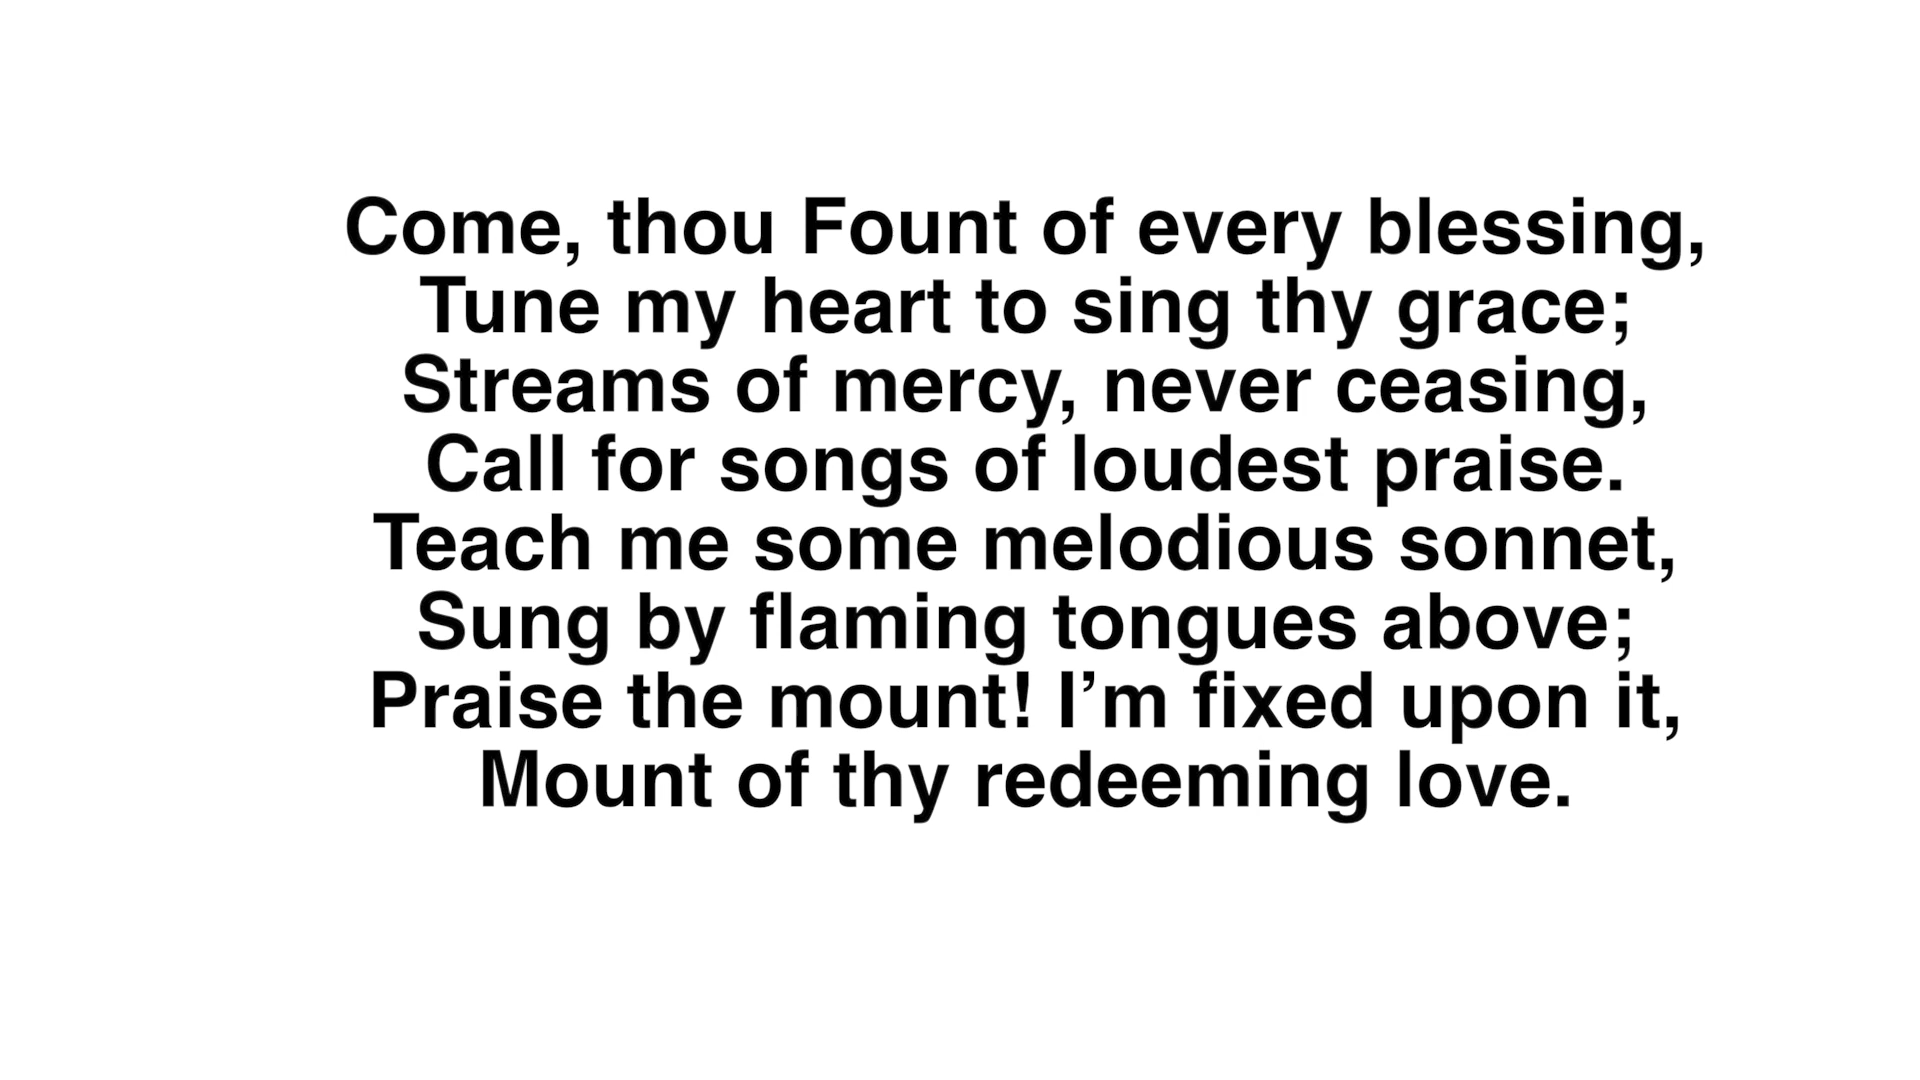 Come, thou Fount of every blessing,
Tune my heart to sing thy grace;
Streams of mercy, never ceasing,
Call for songs of loudest praise.
Teach me some melodious sonnet,
Sung by flaming tongues above;
Praise the mount! I’m fixed upon it,
Mount of thy redeeming love.